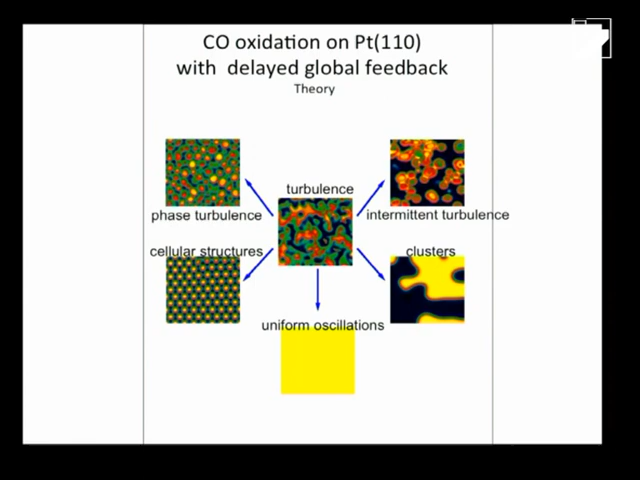 CO oxidation on Pt(110)
with delayed global feedback
Theory
turbulence
phase turbulence
intermittent turbulence
cellular structures
clusters
uniform oscillations